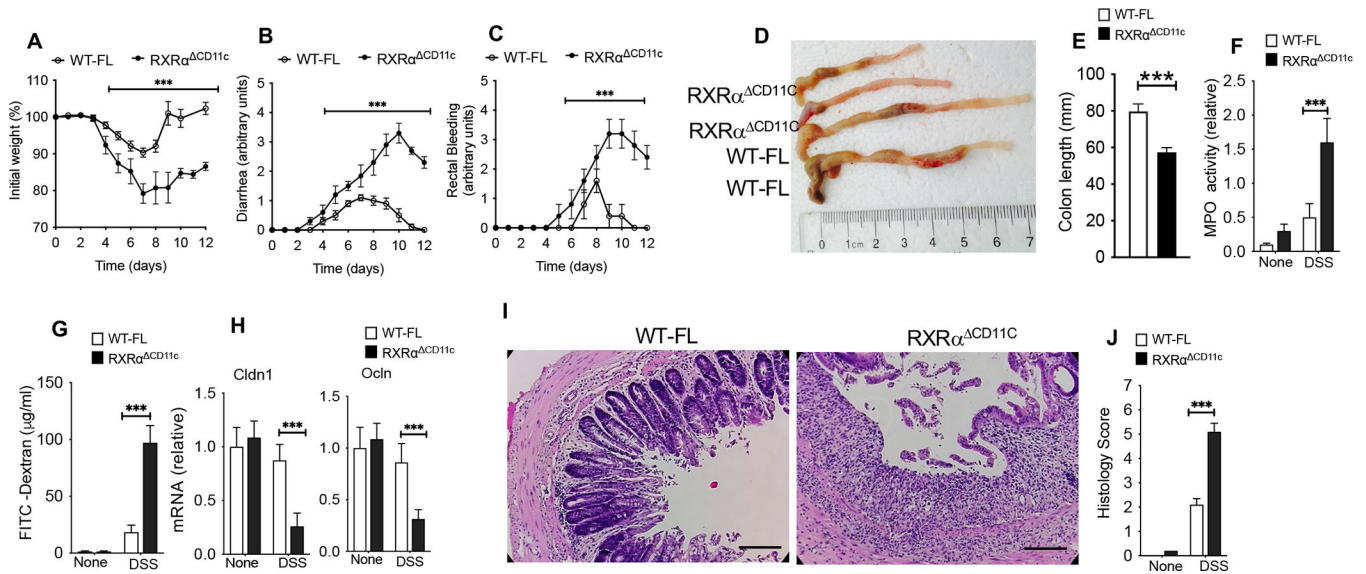 A
WT-FL RXRα^ΔCD11c
***
Initial weight (%)
110
100
90
80
70
0 2 4 6 8 10 12
Time (days)
B
WT-FL RXRα^ΔCD11c
***
Diarrhea (arbitrary units)
5
4
3
2
1
0
0 2 4 6 8 10 12
Time (days)
C
WT-FL RXRα^ΔCD11c
***
Rectal Bleeding
(arbitrary units)
5
4
3
2
1
0
0 2 4 6 8 10 12
Time (days)
D
RXRα^ΔCD11C
RXRα^ΔCD11C
WT-FL
WT-FL
0 1cm 2 3 4 5 6 7
E
WT-FL
RXRα^ΔCD11c
***
Colon length (mm)
100
80
60
40
20
0
F
WT-FL
RXRα^ΔCD11c
***
MPO activity (relative)
2.5
2.0
1.5
1.0
0.5
0.0
None DSS
G
WT-FL
RXRα^ΔCD11c
***
FITC -Dextran (µg/ml)
150
100
50
0
None DSS
H
WT-FL
RXRα^ΔCD11c
Cldn1
***
mRNA (relative)
1.5
1.0
0.5
0.0
None DSS
Ocln
***
1.5
1.0
0.5
0.0
None DSS
I
WT-FL
RXRα^ΔCD11C
J
WT-FL
RXRα^ΔCD11c
***
Histology Score
7
6
5
4
3
2
1
0
None DSS